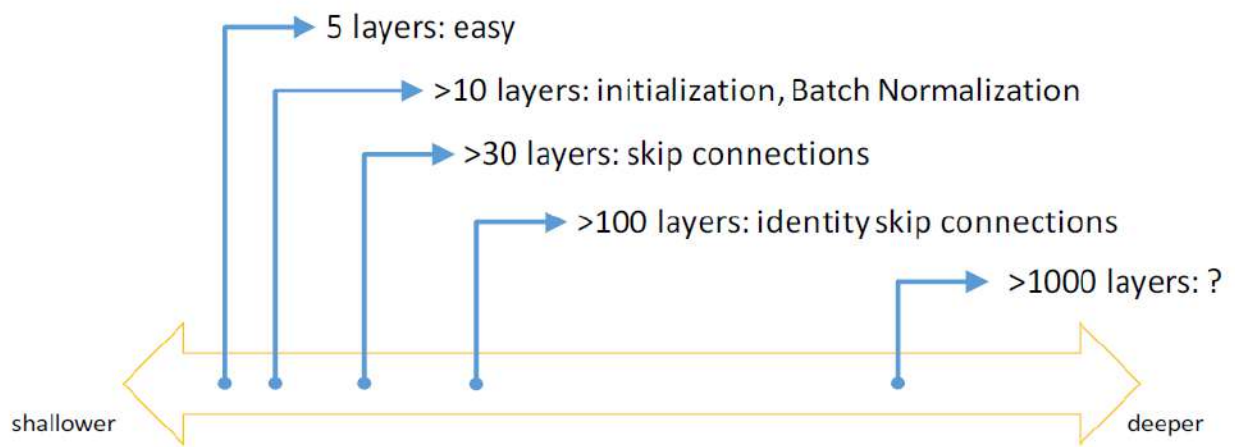 5 layers: easy
>10 layers: initialization, Batch Normalization
>30 layers: skip connections
>100 layers: identity skip connections
>1000 layers: ?
shallower
deeper